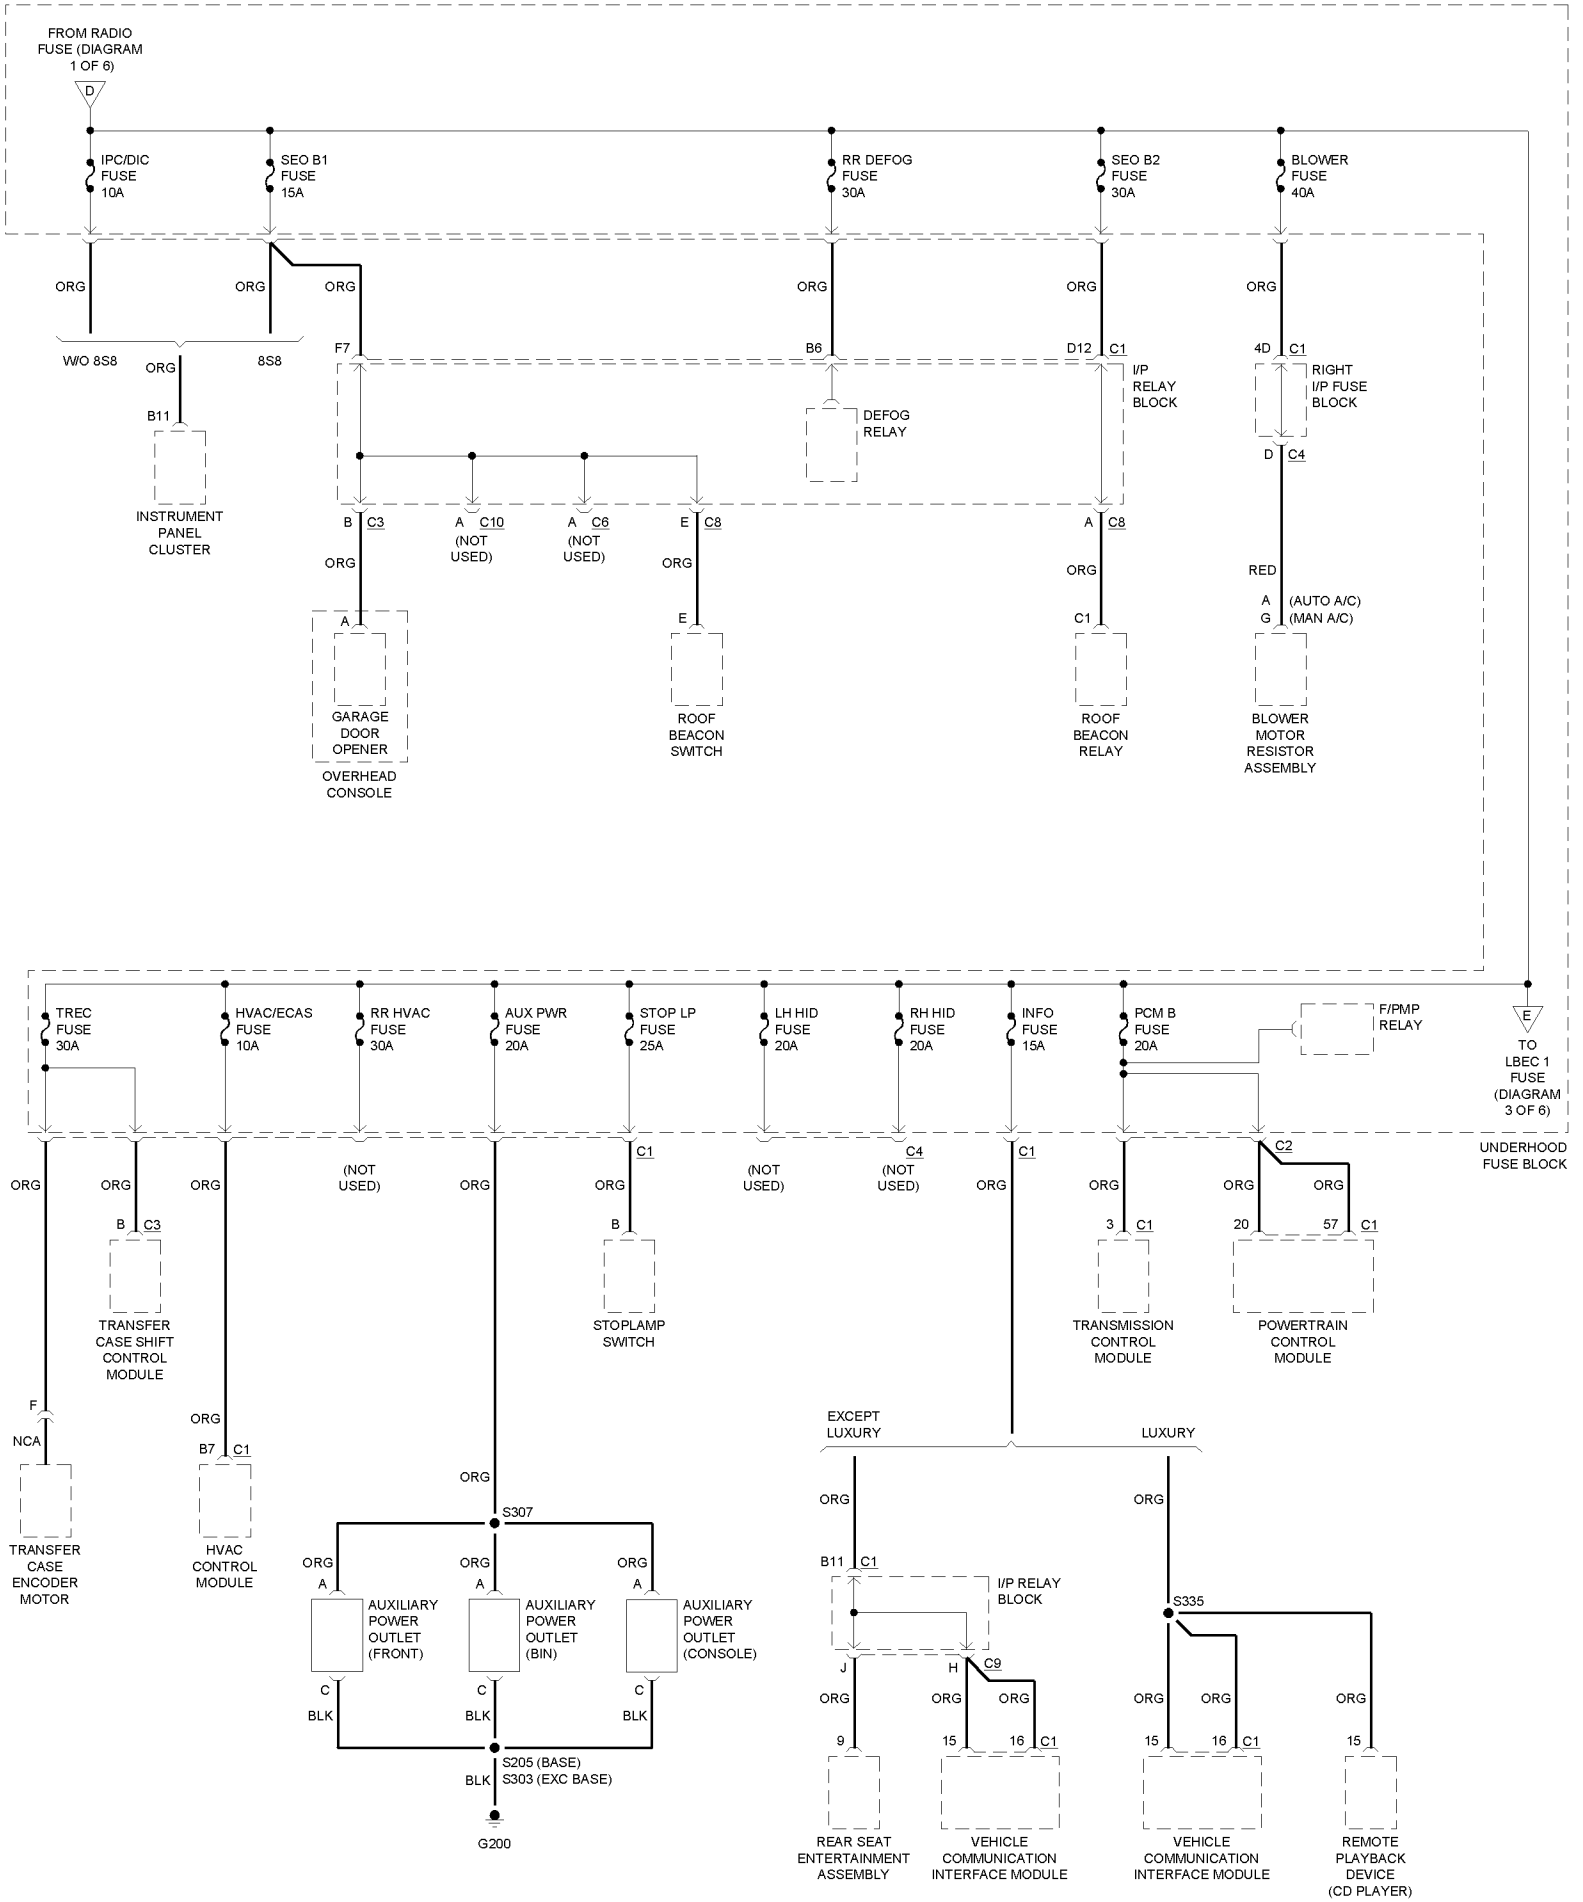 FROM RADIO
FUSE (DIAGRAM
1 OF 6)
D
IPC/DIC
FUSE
10A
SEO B1
FUSE
15A
RR DEFOG
FUSE
30A
SEO B2
FUSE
30A
BLOWER
FUSE
40A
ORG
ORG
ORG
ORG
ORG
ORG
W/O 8S8
8S8
ORG
B11
INSTRUMENT
PANEL
CLUSTER
F7
B6
D12 C1
4D C1
I/P
RELAY
BLOCK
RIGHT
I/P FUSE
BLOCK
DEFOG
RELAY
D C4
B C3
A C10
(NOT
USED)
A C6
(NOT
USED)
E C8
A C8
ORG
ORG
ORG
RED
A (AUTO A/C)
G (MAN A/C)
A
E
C1
GARAGE
DOOR
OPENER
OVERHEAD
CONSOLE
ROOF
BEACON
SWITCH
ROOF
BEACON
RELAY
BLOWER
MOTOR
RESISTOR
ASSEMBLY
TREC
FUSE
30A
HVAC/ECAS
FUSE
10A
RR HVAC
FUSE
30A
AUX PWR
FUSE
20A
STOP LP
FUSE
25A
LH HID
FUSE
20A
RH HID
FUSE
20A
INFO
FUSE
15A
PCM B
FUSE
20A
F/PMP
RELAY
E
TO
LBEC 1
FUSE
(DIAGRAM
3 OF 6)
UNDERHOOD
FUSE BLOCK
C1
C4
C1
C2
ORG
ORG
ORG
(NOT
USED)
ORG
ORG
(NOT
USED)
(NOT
USED)
ORG
ORG
ORG
ORG
B C3
B
3 C1
20
57 C1
TRANSFER
CASE SHIFT
CONTROL
MODULE
STOPLAMP
SWITCH
TRANSMISSION
CONTROL
MODULE
POWERTRAIN
CONTROL
MODULE
F
NCA
ORG
B7 C1
EXCEPT
LUXURY
LUXURY
TRANSFER
CASE
ENCODER
MOTOR
HVAC
CONTROL
MODULE
ORG
S307
ORG
ORG
ORG
ORG
ORG
A
A
A
AUXILIARY
POWER
OUTLET
(FRONT)
AUXILIARY
POWER
OUTLET
(BIN)
AUXILIARY
POWER
OUTLET
(CONSOLE)
C
C
C
BLK
BLK
BLK
S205 (BASE)
S303 (EXC BASE)
BLK
G200
B11 C1
I/P RELAY
BLOCK
S335
J
H
C9
ORG
ORG
ORG
ORG
ORG
ORG
9
15
16 C1
15
16 C1
15
REAR SEAT
ENTERTAINMENT
ASSEMBLY
VEHICLE
COMMUNICATION
INTERFACE MODULE
VEHICLE
COMMUNICATION
INTERFACE MODULE
REMOTE
PLAYBACK
DEVICE
(CD PLAYER)